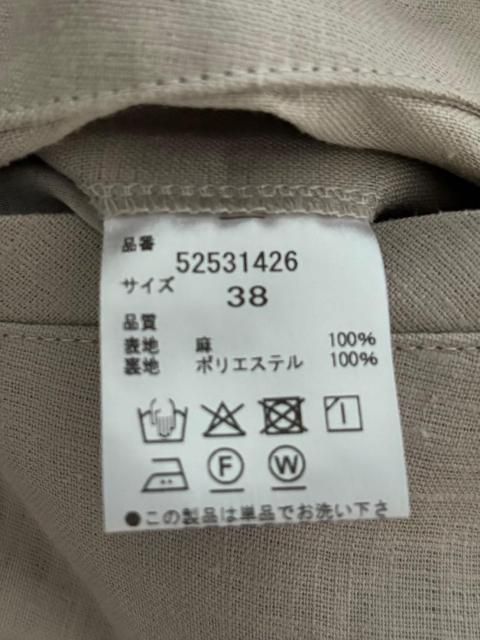 品番
52531426
サイズ
38
品質
表地 麻 100%
裏地 ポリエステル 100%
F W
●この製品は単品でお洗い下さ